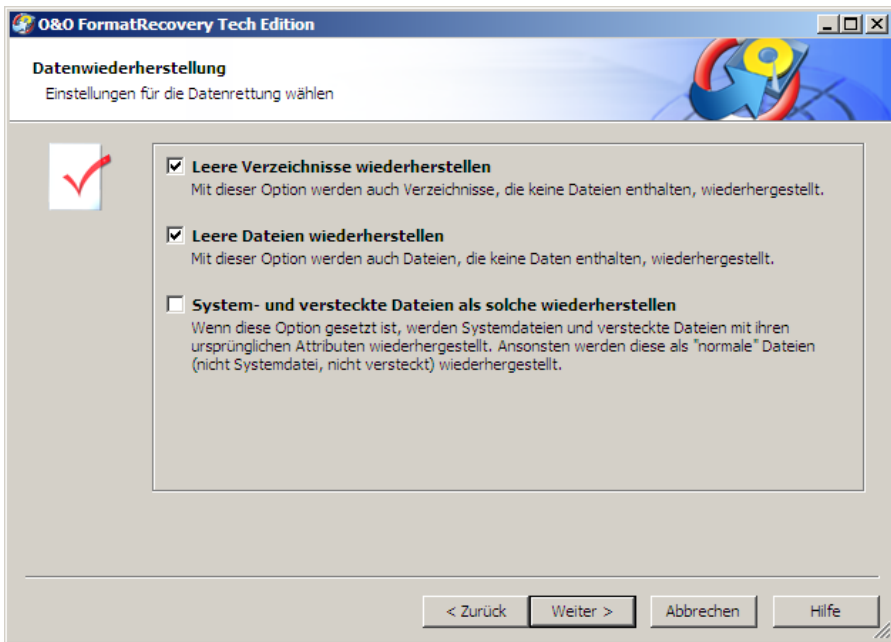 O&O FormatRecovery Tech Edition
Datenwiederherstellung
Einstellungen für die Datenrettung wählen
Leere Verzeichnisse wiederherstellen
Mit dieser Option werden auch Verzeichnisse, die keine Dateien enthalten, wiederhergestellt.
Leere Dateien wiederherstellen
Mit dieser Option werden auch Dateien, die keine Daten enthalten, wiederhergestellt.
System- und versteckte Dateien als solche wiederherstellen
Wenn diese Option gesetzt ist, werden Systemdateien und versteckte Dateien mit ihren
ursprünglichen Attributen wiederhergestellt. Ansonsten werden diese als "normale" Dateien
(nicht Systemdatei, nicht versteckt) wiederhergestellt.
< Zurück Weiter > Abbrechen Hilfe